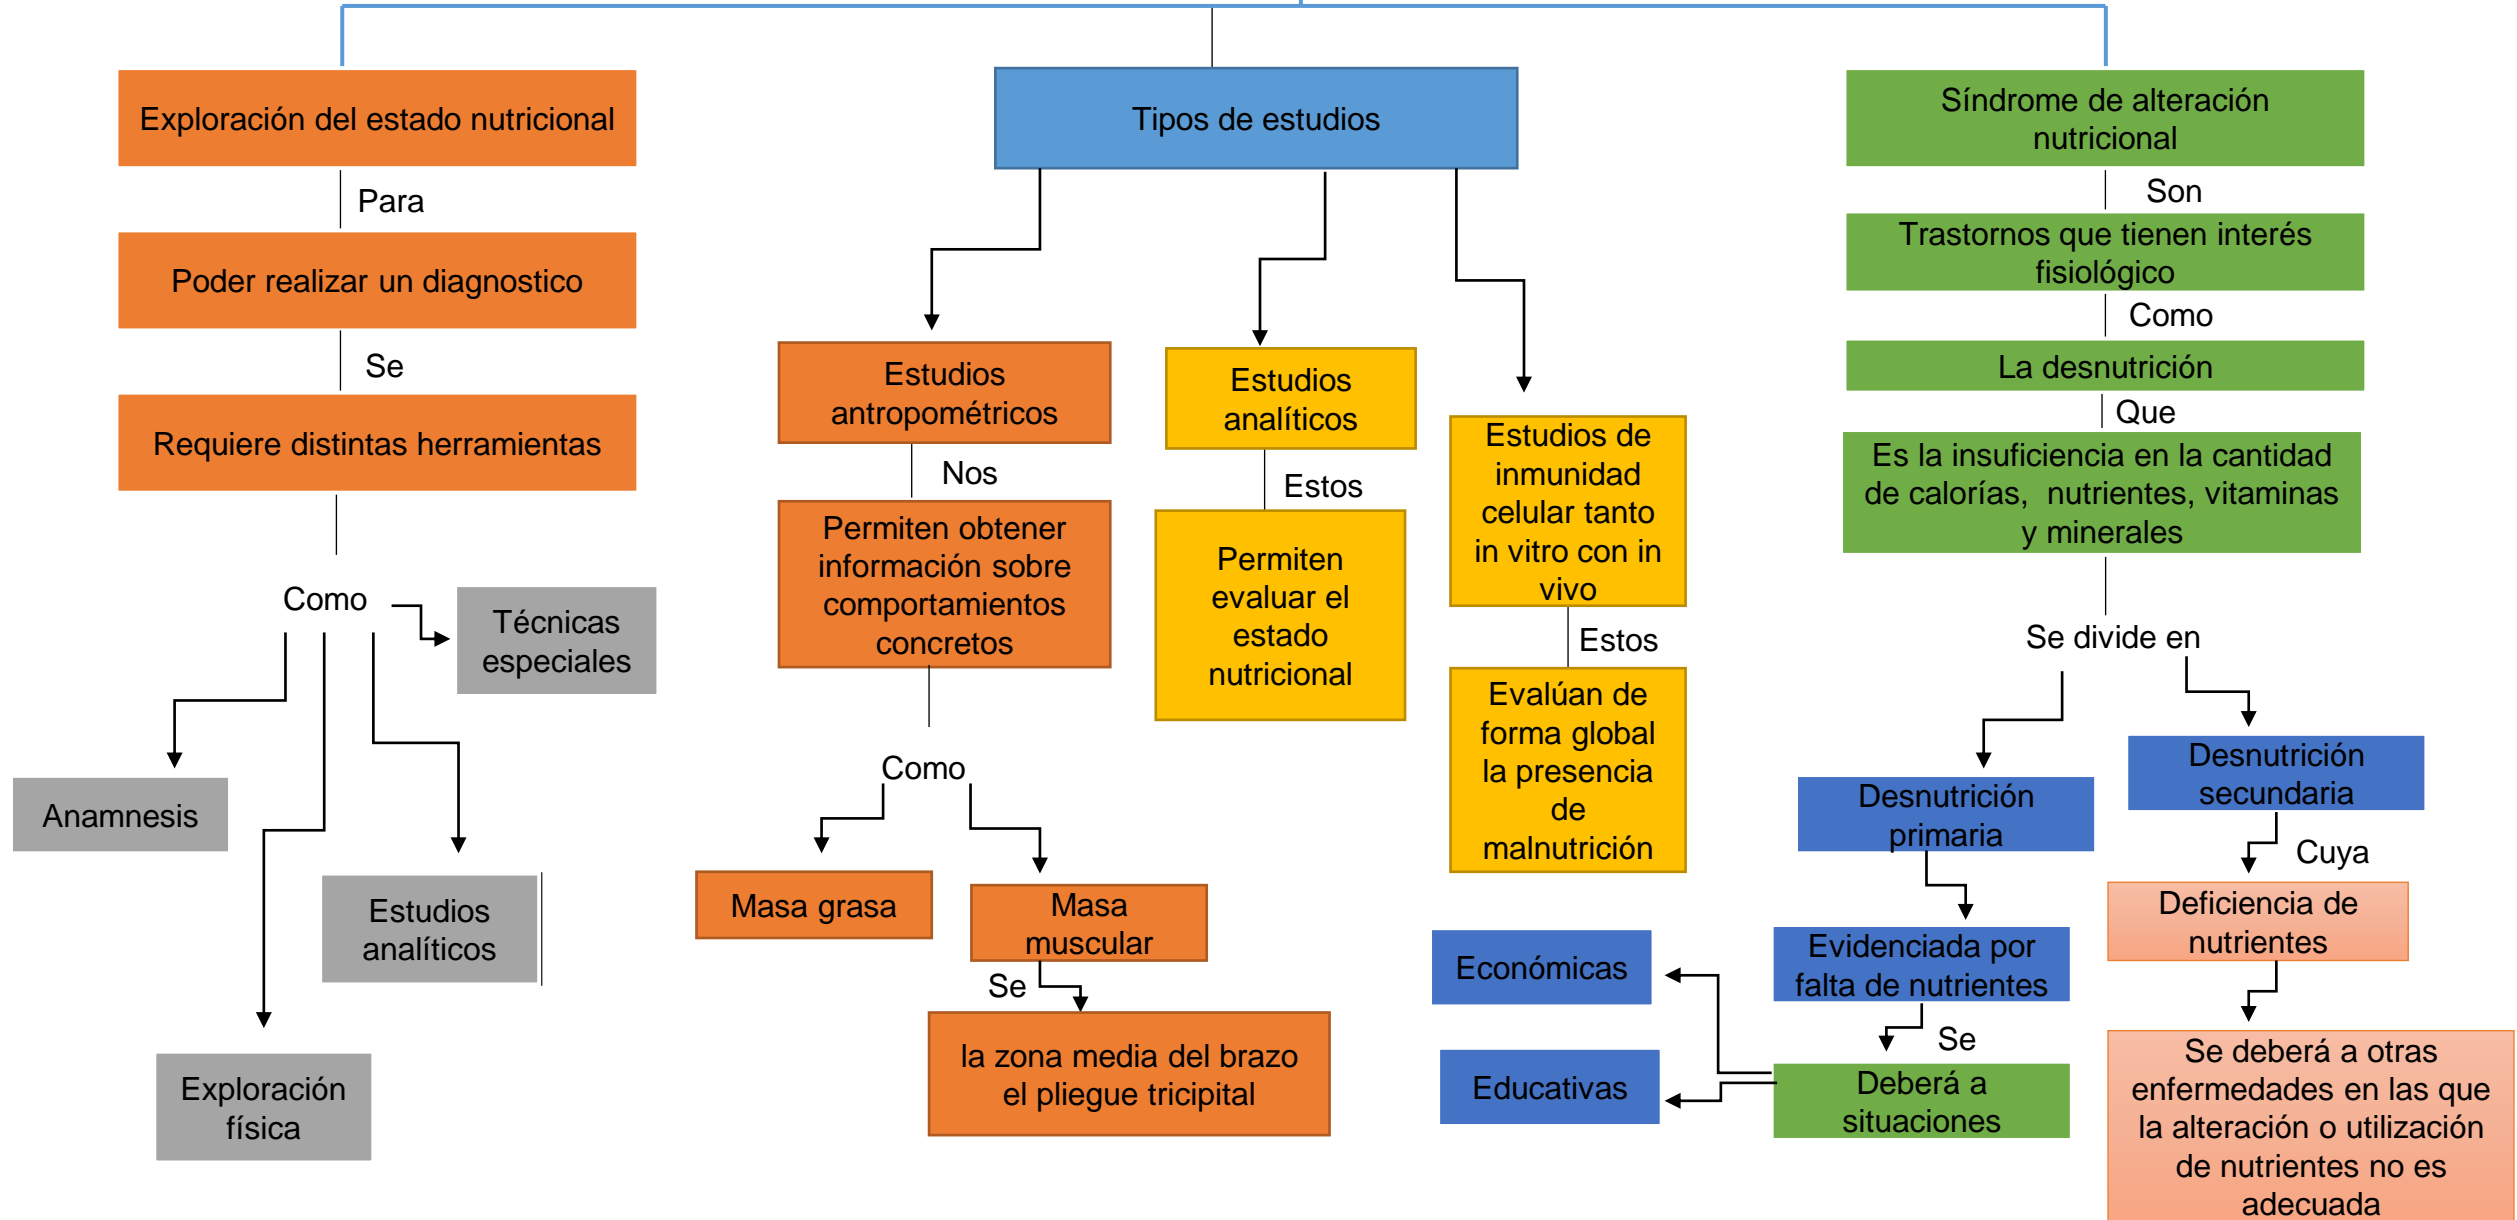 Exploración del estado nutricional
Para
Poder realizar un diagnostico
Se
Requiere distintas herramientas
Como
Técnicas
especiales
Anamnesis
Estudios
analíticos
Exploración
física
Tipos de estudios
Estudios
antropométricos
Nos
Permiten obtener
información sobre
comportamientos
concretos
Como
Masa grasa
Masa
muscular
Se
la zona media del brazo
el pliegue tricipital
Estudios
analíticos
Estos
Permiten
evaluar el
estado
nutricional
Estudios de
inmunidad
celular tanto
in vitro con in
vivo
Estos
Evalúan de
forma global
la presencia
de
malnutrición
Síndrome de alteración
nutricional
Son
Trastornos que tienen interés
fisiológico
Como
La desnutrición
Que
Es la insuficiencia en la cantidad
de calorías,  nutrientes, vitaminas
y minerales
Se divide en
Desnutrición
primaria
Evidenciada por
falta de nutrientes
Se
Deberá a
situaciones
Económicas
Educativas
Desnutrición
secundaria
Cuya
Deficiencia de
nutrientes
Se deberá a otras
enfermedades en las que
la alteración o utilización
de nutrientes no es
adecuada